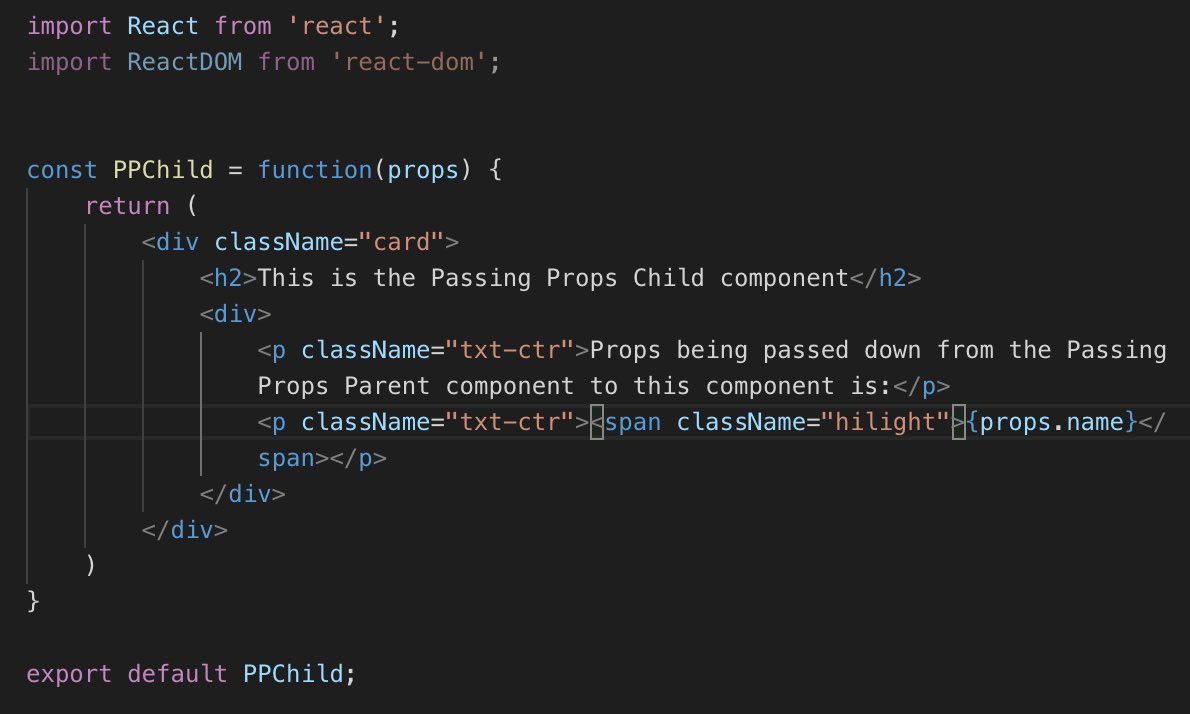 import React from 'react';
import ReactDOM from 'react-dom';
const PPChild = function(props) {
return (
<div className="card">
<h2>This is the Passing Props Child component</h2>
<div>
<p className="txt-ctr">Props being passed down from the Passing
Props Parent component to this component is:</p>
<p className="txt-ctr"><span className="hilight">{props.name}</
span></p>
</div>
</div>
)
}
export default PPChild;